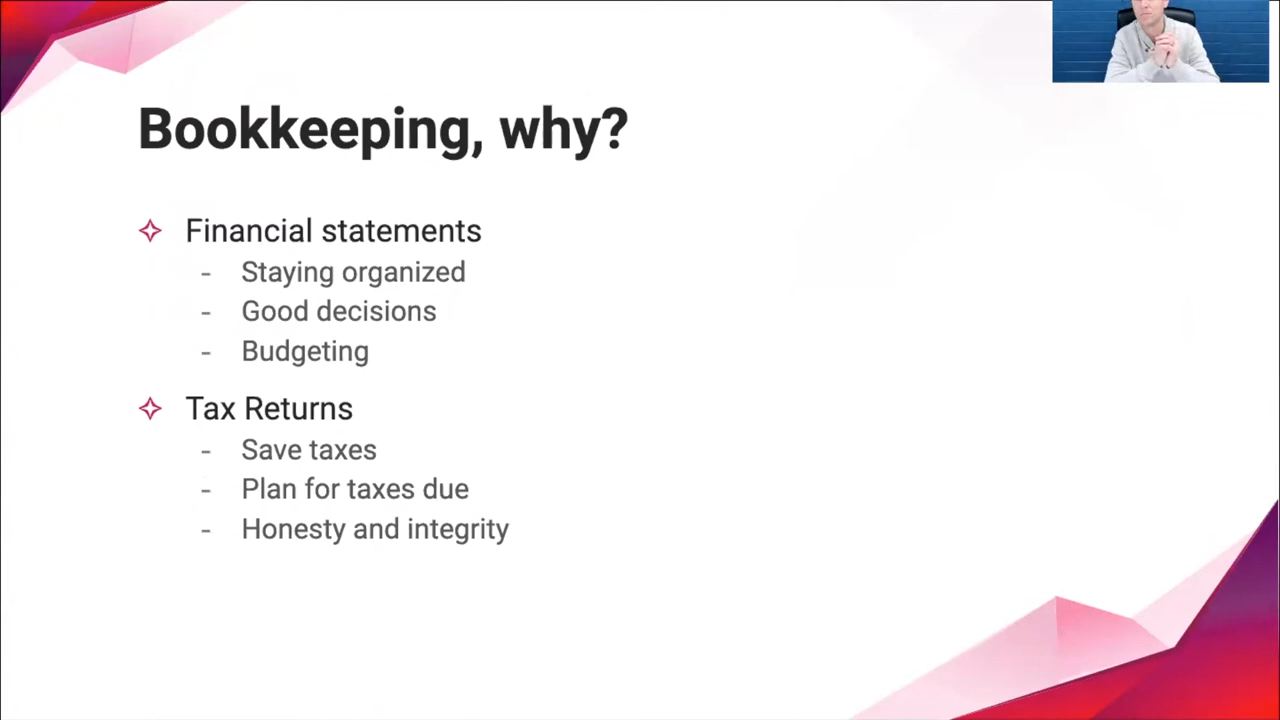 Bookkeeping, why?
Financial statements
- Staying organized
- Good decisions
- Budgeting
Tax Returns
- Save taxes
- Plan for taxes due
- Honesty and integrity